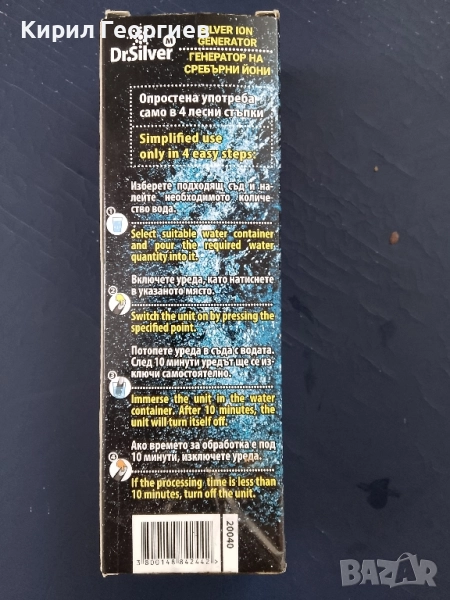 Кирил Георгиев
Dr.Silver
M
SILVER ION
GENERATOR
ГЕНЕРАТОР НА
СРЕБЪРНИ ЙОНИ
Опростена употреба
само в 4 лесни стъпки
Simplified use
only in 4 easy steps:
Изберете подходящ съд и на-
лейте необходимото количе-
ство вода.
1
Select suitable water container
and pour the required water
quantity into it.
Включете уреда, като натиснете
в указаното място.
2
Switch the unit on by pressing the
specified point.
Потопете уреда в съда с водата.
След 10 минути уредът ще се из-
ключи самостоятелно.
3
Immerse the unit in the water
container. After 10 minutes, the
unit will turn itself off.
Ако времето за обработка е под
10 минути, изключете уреда.
4
If the processing time is less than
10 minutes, turn off the unit.
20040
3800148842442>
BAZAR